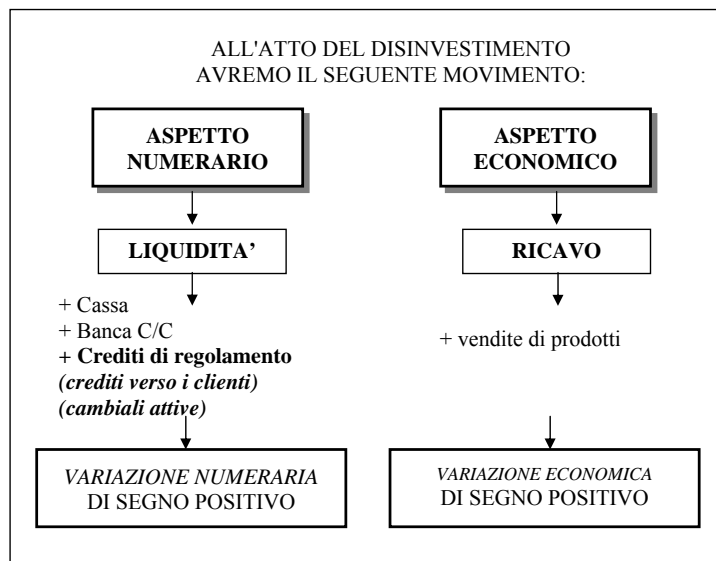 ALL'ATTO DEL DISINVESTIMENTO
AVREMO IL SEGUENTE MOVIMENTO:
ASPETTO
NUMERARIO
LIQUIDITA’
+ Cassa
+ Banca C/C
+ Crediti di regolamento
(crediti verso i clienti)
(cambiali attive)
VARIAZIONE NUMERARIA
DI SEGNO POSITIVO
ASPETTO
ECONOMICO
RICAVO
+ vendite di prodotti
VARIAZIONE ECONOMICA
DI SEGNO POSITIVO